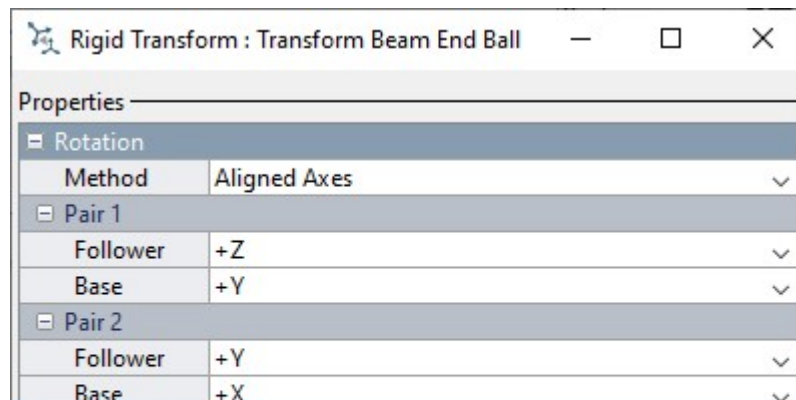 Rigid Transform : Transform Beam End Ball
Properties
Rotation
Method Aligned Axes
Pair 1
Follower +Z
Base +Y
Pair 2
Follower +Y
Base +X